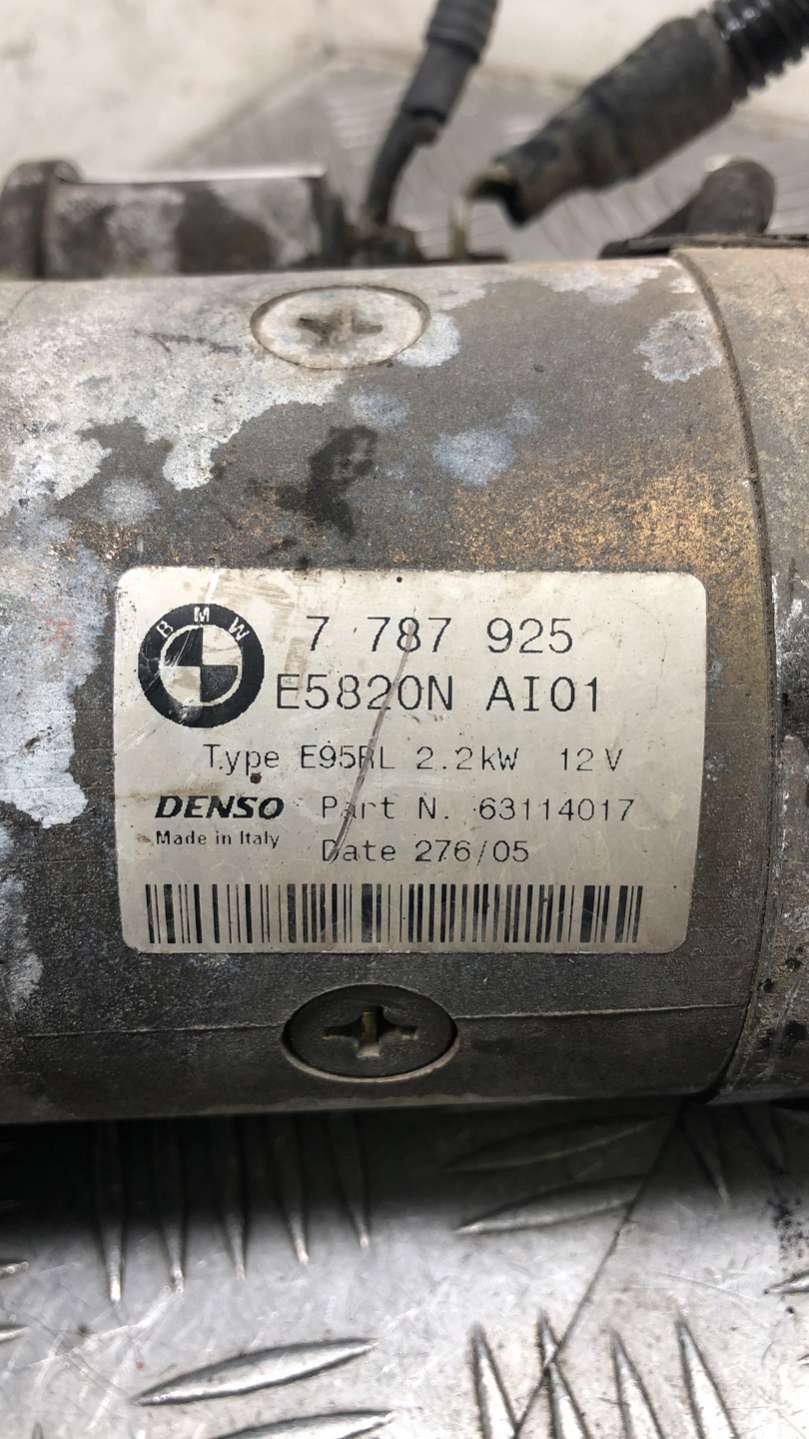 BMW
7 787 925
E5820N AI01
Type E95RL 2.2kW 12V
DENSO Part N. 63114017
Made in Italy
Date 276/05